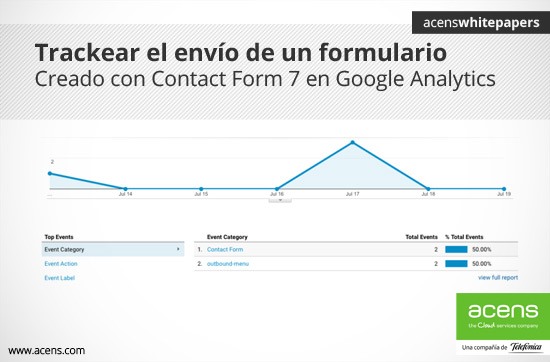 acenswhitepapers
Trackear el envío de un formulario
Creado con Contact Form 7 en Google Analytics
2
... Jul 14 Jul 15 Jul 16 Jul 17 Jul 18 Jul 19
Top Events
Event Category
Event Action
Event Label
Event Category Total Events % Total Events
1. Contact Form 2 50.00%
2. outbound-menu 2 50.00%
view full report
acens
the Cloud services company
Una compañía de Telefónica
www.acens.com